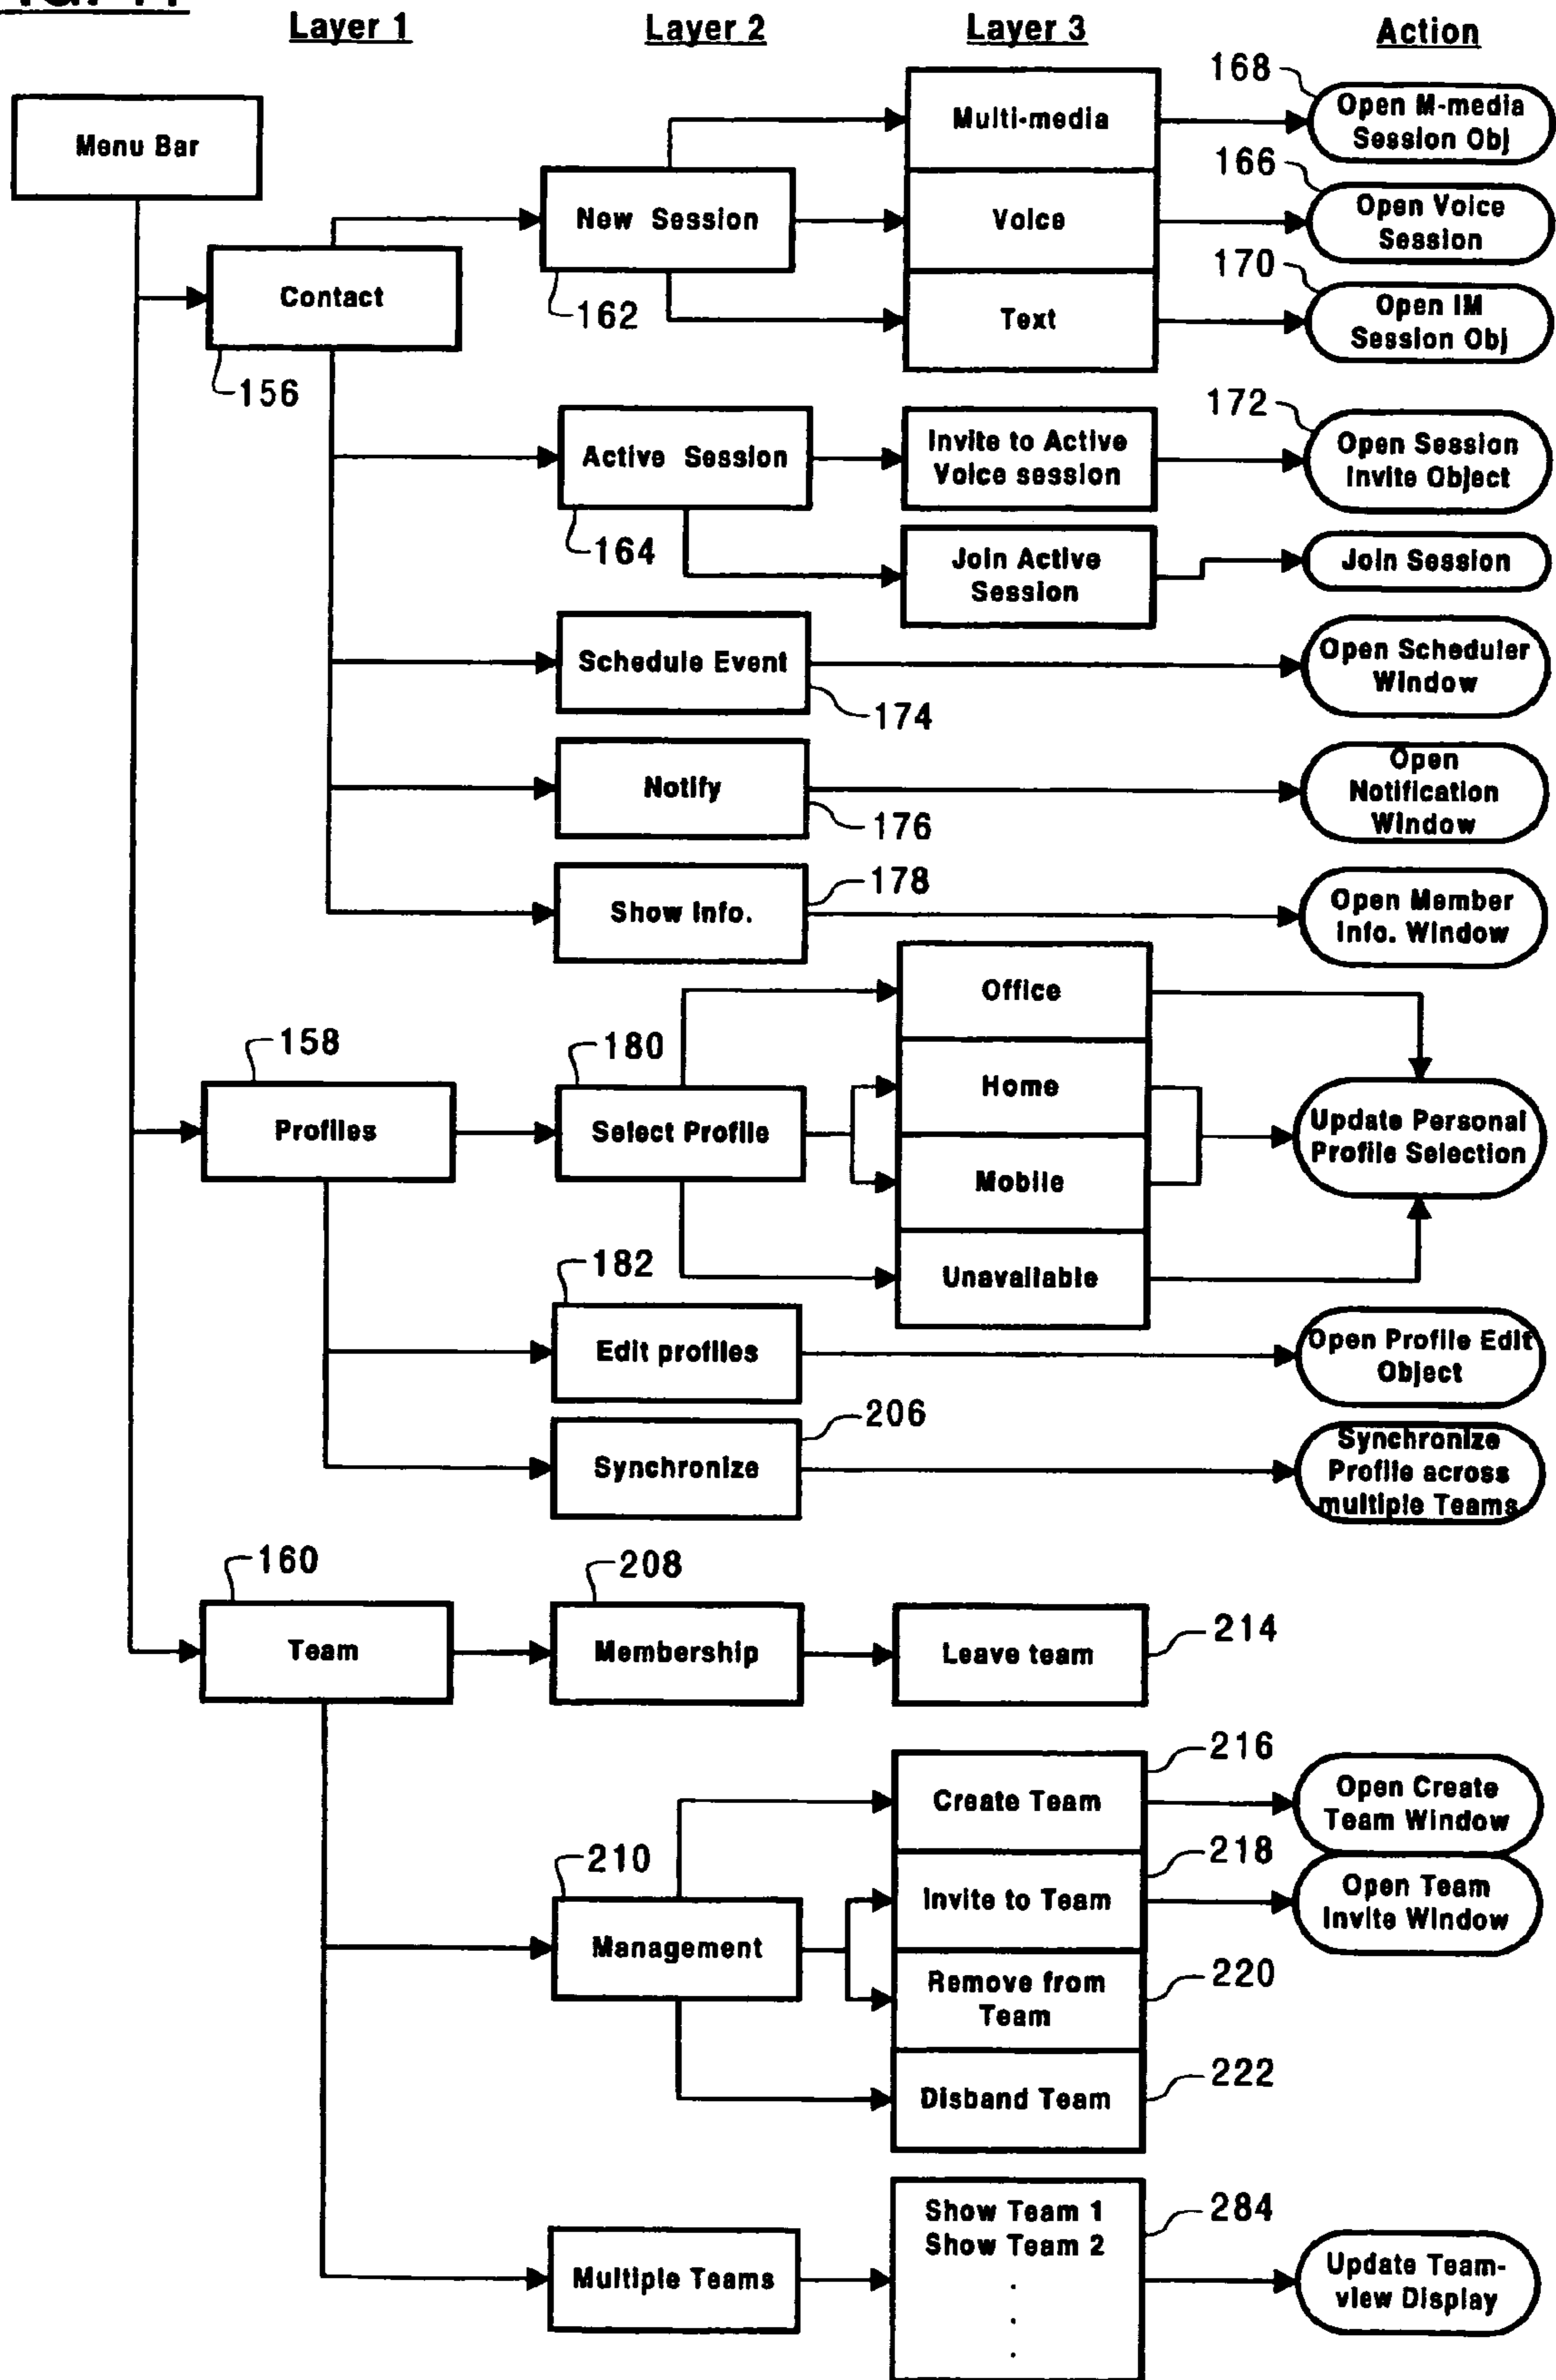 Layer 1
Layer 2
Layer 3
Action
Menu Bar
Contact
156
New Session
162
Multi-media
Voice
Text
168
Open M-media
Session Obj
166
Open Voice
Session
170
Open IM
Session Obj
Active Session
164
Invite to Active
Voice session
172
Open Session
Invite Object
Join Active
Session
Join Session
Schedule Event
174
Open Scheduler
Window
Notify
176
Open
Notification
Window
Show Info.
178
Open Member
Info. Window
158
Profiles
180
Select Profile
Office
Home
Mobile
Unavailable
Update Personal
Profile Selection
182
Edit profiles
Open Profile Edit
Object
206
Synchronize
Synchronize
Profile across
multiple Teams
160
Team
208
Membership
Leave team
214
210
Management
Create Team
216
Open Create
Team Window
Invite to Team
218
Open Team
Invite Window
Remove from
Team
220
Disband Team
222
Multiple Teams
Show Team 1
Show Team 2
.
.
.
284
Update Team-
view Display